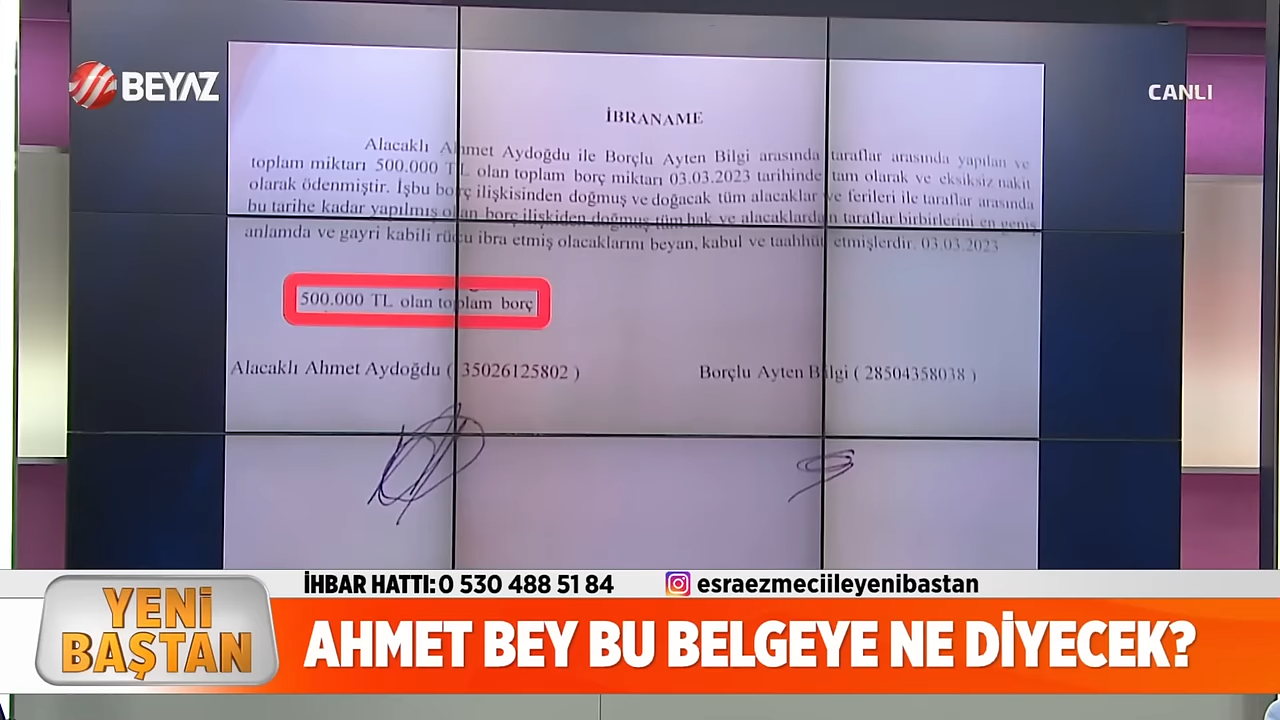 BEYAZ
CANLI
İBRANAME
Alacaklı Ahmet Aydoğdu ile Borçlu Ayten Bilgi arasında taraflar arasında yapılan ve
toplam miktarı 500.000 TL olan toplam borç miktarı 03.03.2023 tarihinde tam olarak ve eksiksiz nakit
olarak ödenmiştir. İşbu borç ilişkisinden doğmuş ve doğacak tüm alacaklar ve ferileri ile taraflar arasında
bu tarihe kadar yapılmış olan borç ilişkiden doğmuş tüm hak ve alacaklardan taraflar birbirlerini en geniş
anlamda ve gayri kabili rücu ibra etmiş olacaklarını beyan, kabul ve taahhüt etmişlerdir. 03.03.2023
500.000 TL olan toplam borç
Alacaklı Ahmet Aydoğdu ( 35026125802 )
Borçlu Ayten Bilgi ( 28504358038 )
İHBAR HATTI: 0 530 488 51 84
esraezmeciileyenibastan
YENİ
BAŞTAN
AHMET BEY BU BELGEYE NE DİYECEK?